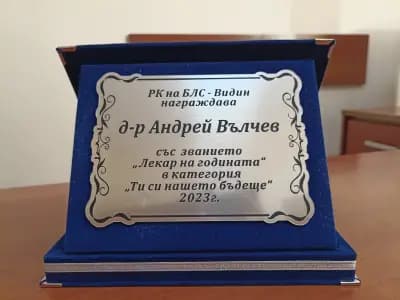 РК на БЛС - Видин
награждава
д-р Андрей Вълчев
със званието
„Лекар на годината“
в категория
„Ти си нашето бъдеще“
2023г.